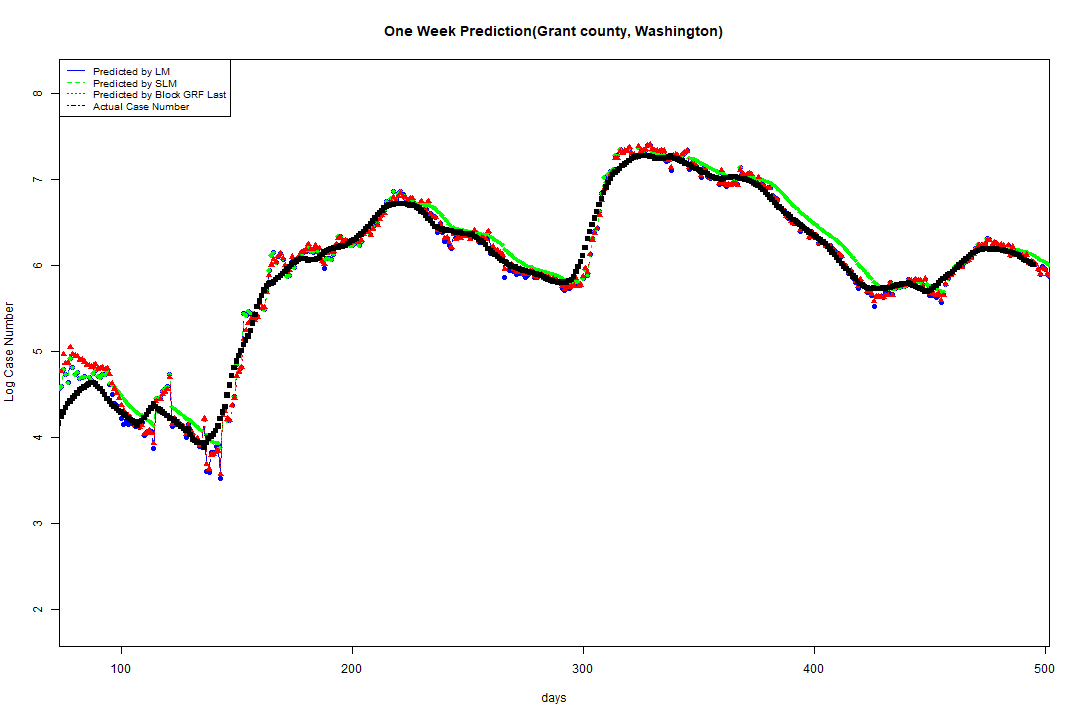 One Week Prediction(Grant county, Washington)
Predicted by LM
Predicted by SLM
Predicted by Block GRF Last
Actual Case Number
8
7
6
5
4
3
2
Log Case Number
100 200 300 400 500
days